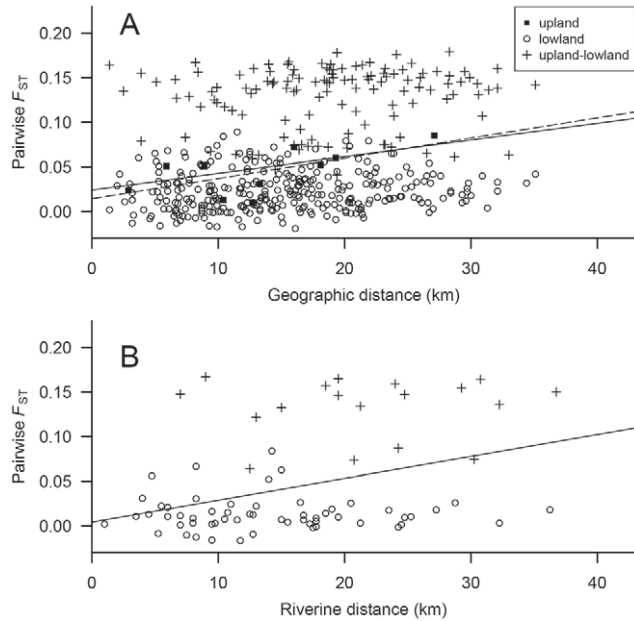 A
upland
lowland
upland-lowland
Pairwise FST
0.20
0.15
0.10
0.05
0.00
0 10 20 30 40
Geographic distance (km)
B
Pairwise FST
0.20
0.15
0.10
0.05
0.00
0 10 20 30 40
Riverine distance (km)